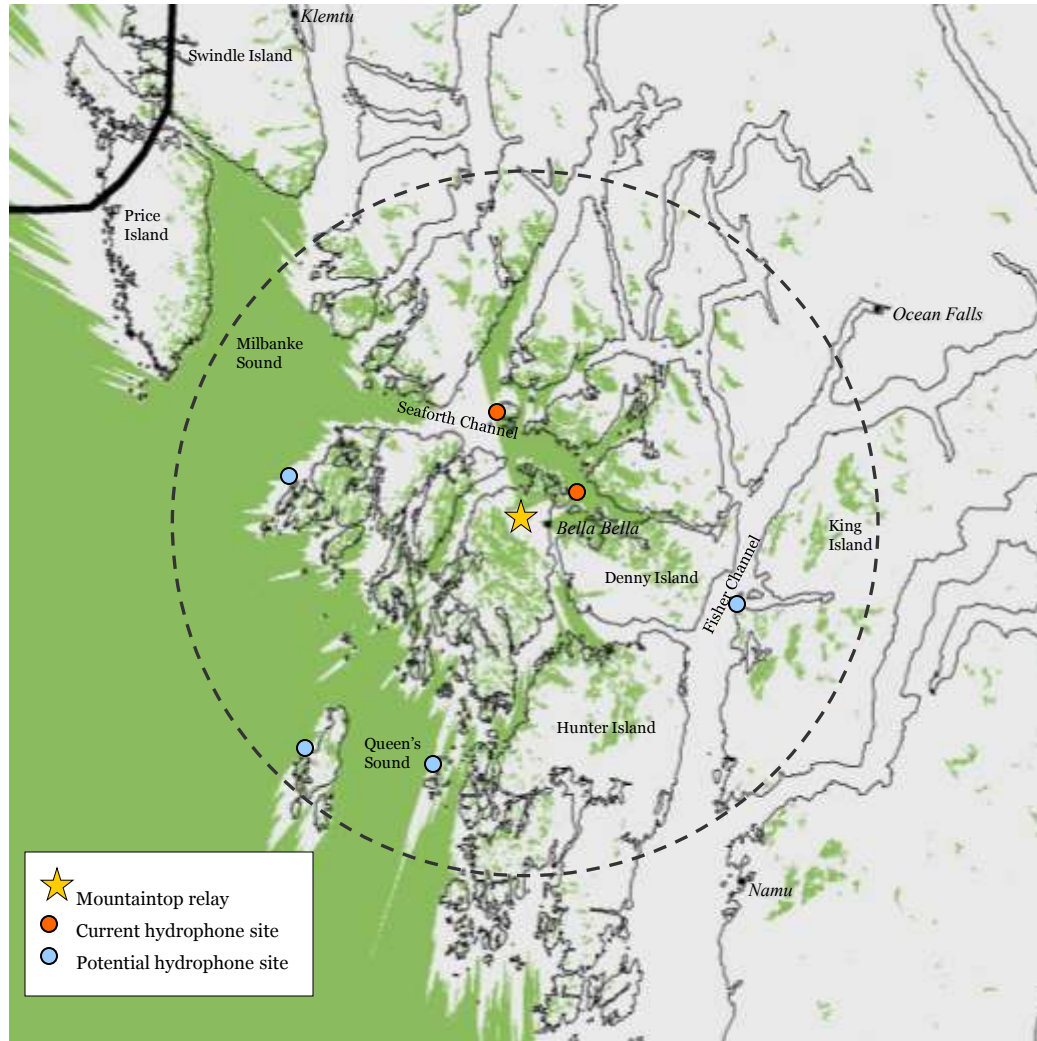 Klemtu
Swindle Island
Price
Island
Ocean Falls
Milbanke
Sound
Seaforth Channel
Bella Bella
King
Island
Denny Island
Fisher Channel
Hunter Island
Queen's
Sound
Namu
Mountaintop relay
Current hydrophone site
Potential hydrophone site